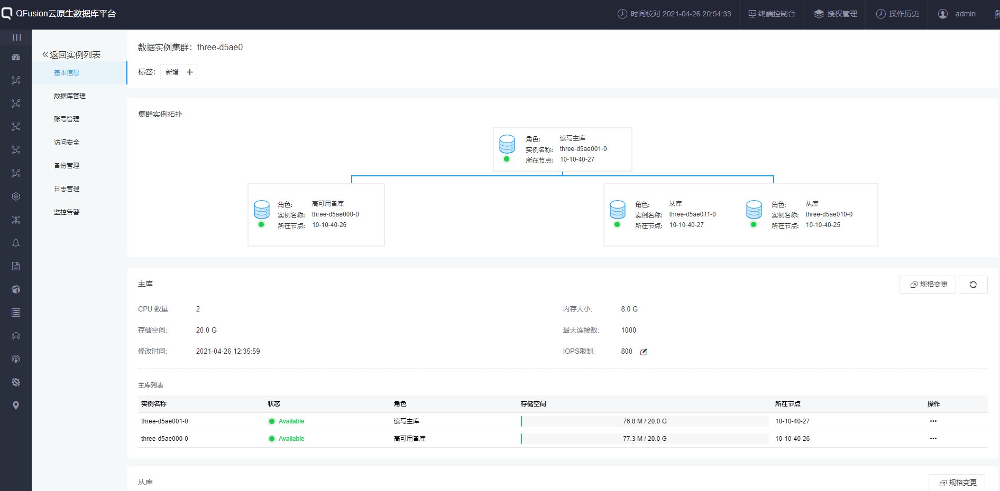 QFusion云原生数据库平台
时间校对 2021-04-26 20:54:33
终端控制台
授权管理
操作历史
admin
返回实例列表
基本信息
数据库管理
账号管理
访问安全
备份管理
日志管理
监控告警
数据实例集群：three-d5ae0
标签：
新增
集群实例拓扑
角色: 读写主库
实例名称: three-d5ae001-0
所在节点: 10-10-40-27
角色: 高可用备库
实例名称: three-d5ae000-0
所在节点: 10-10-40-26
角色: 从库
实例名称: three-d5ae011-0
所在节点: 10-10-40-27
角色: 从库
实例名称: three-d5ae010-0
所在节点: 10-10-40-25
主库
规格变更
CPU 数量: 2
内存大小: 8.0 G
存储空间: 20.0 G
最大连接数: 1000
修改时间: 2021-04-26 12:35:59
IOPS限制: 800
主库列表
实例名称 状态 角色 存储空间 所在节点 操作
three-d5ae001-0 Available 读写主库 76.8 M / 20.0 G 10-10-40-27 •••
three-d5ae000-0 Available 高可用备库 77.3 M / 20.0 G 10-10-40-26 •••
从库
规格变更